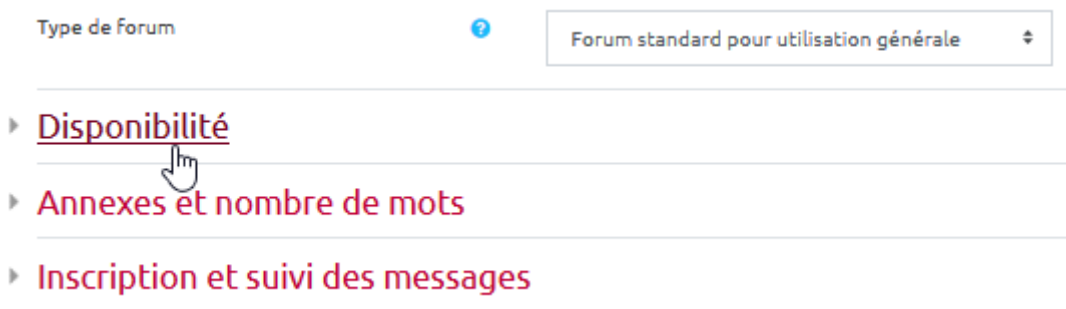 Type de forum
? Forum standard pour utilisation générale
Disponibilité
Annexes et nombre de mots
Inscription et suivi des messages